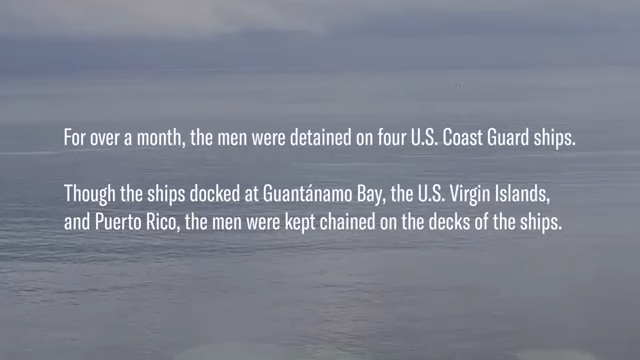 For over a month, the men were detained on four U.S. Coast Guard ships.
Though the ships docked at Guantánamo Bay, the U.S. Virgin Islands,
and Puerto Rico, the men were kept chained on the decks of the ships.